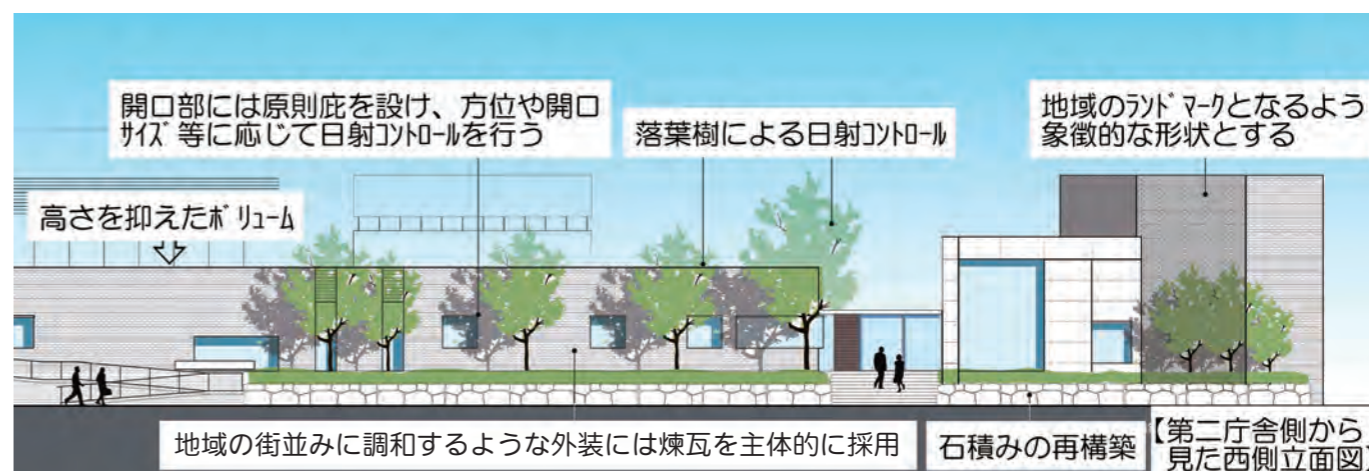 開口部には原則庇を設け、方位や開口
ｻｲｽﾞ等に応じて日射ｺﾝﾄﾛｰﾙを行う
落葉樹による日射ｺﾝﾄﾛｰﾙ
地域のﾗﾝﾄﾞﾏｰｸとなるよう
象徴的な形状とする
高さを抑えたﾎﾞﾘｭｰﾑ
地域の街並みに調和するような外装には煉瓦を主体的に採用
石積みの再構築
【第二庁舎側から
見た西側立面図